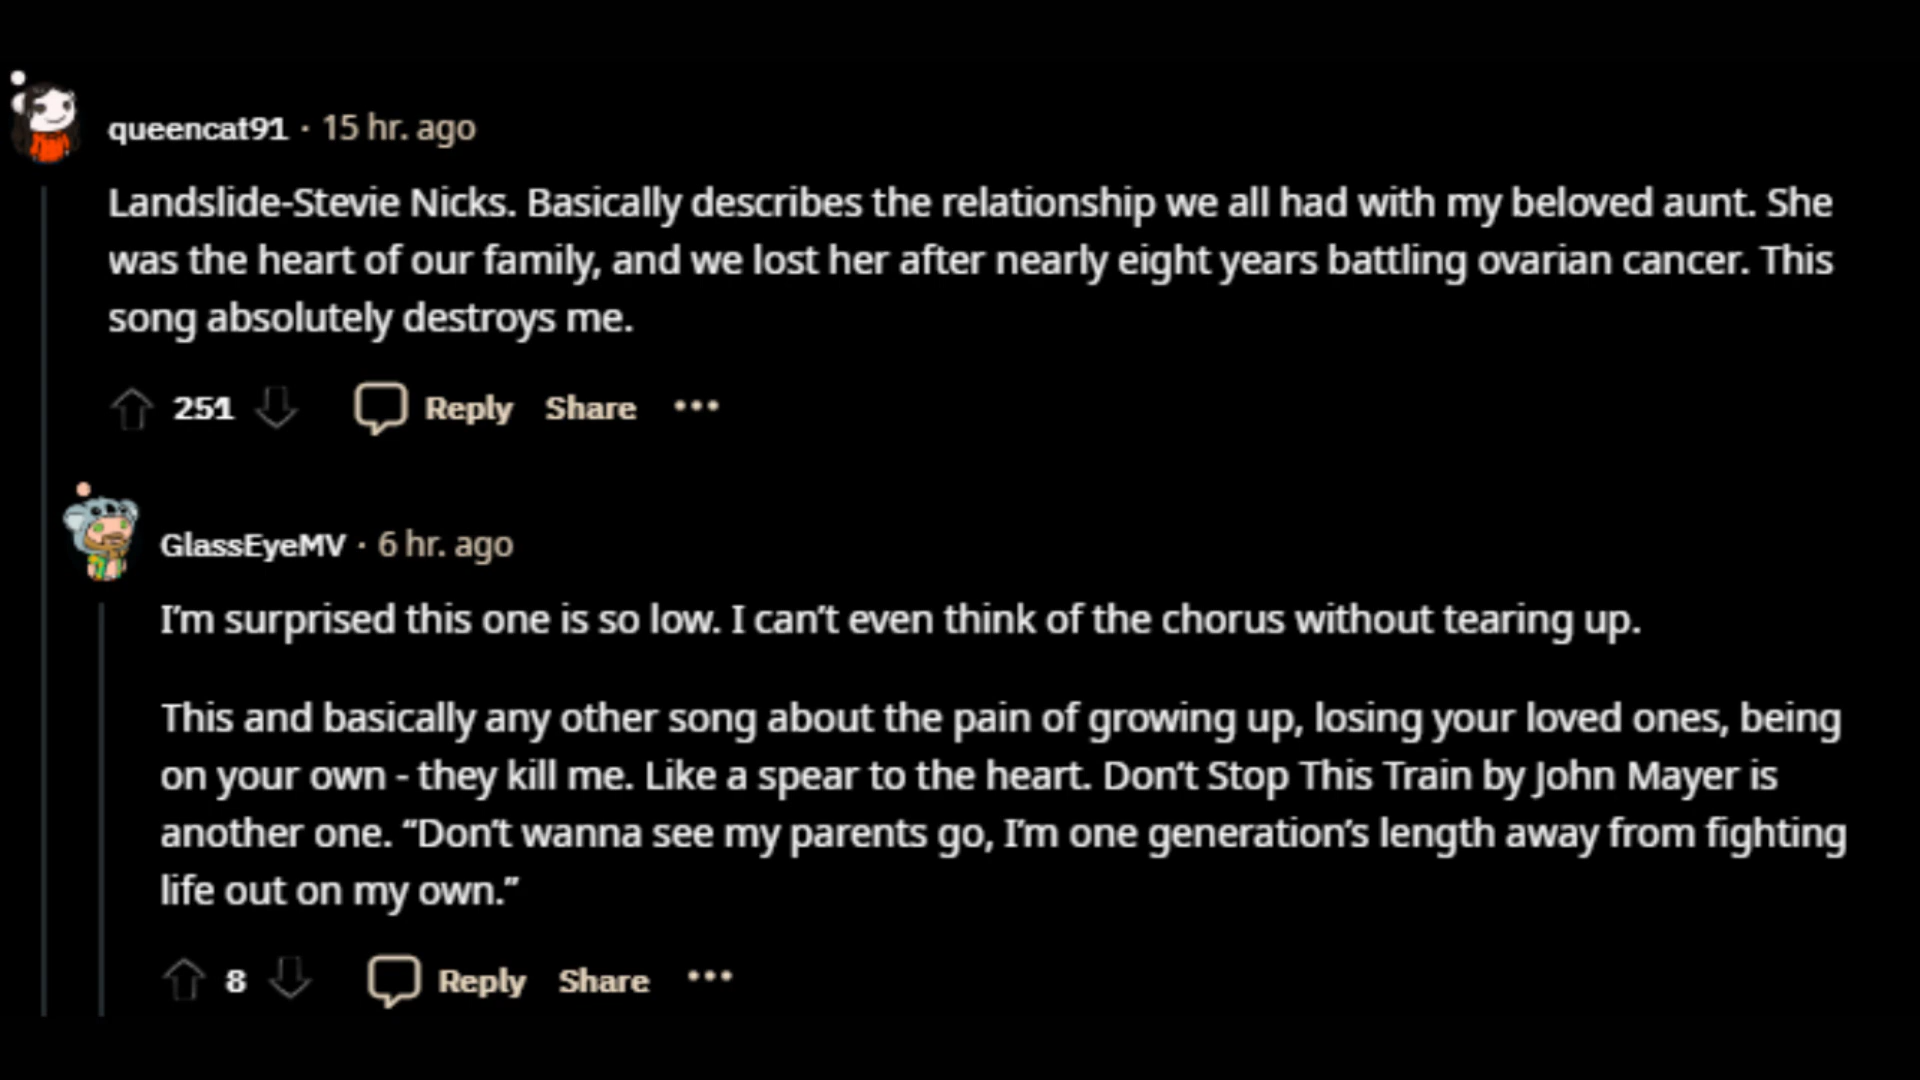 queencat91 · 15 hr. ago
Landslide-Stevie Nicks. Basically describes the relationship we all had with my beloved aunt. She
was the heart of our family, and we lost her after nearly eight years battling ovarian cancer. This
song absolutely destroys me.
251 Reply Share •••
GlassEyeMV · 6 hr. ago
I’m surprised this one is so low. I can’t even think of the chorus without tearing up.
This and basically any other song about the pain of growing up, losing your loved ones, being
on your own - they kill me. Like a spear to the heart. Don’t Stop This Train by John Mayer is
another one. “Don’t wanna see my parents go, I’m one generation’s length away from fighting
life out on my own.”
8 Reply Share •••